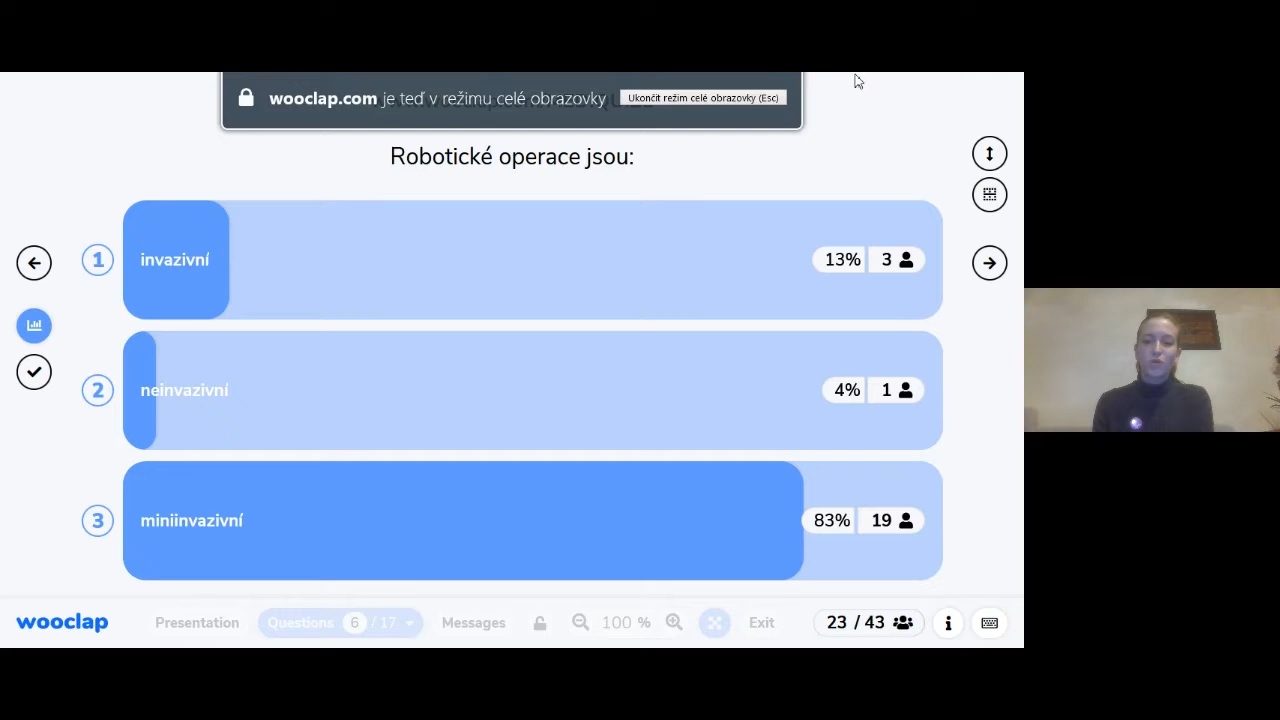 wooclap.com je teď v režimu celé obrazovky Ukončit režim celé obrazovky (Esc)
Robotické operace jsou:
1 invazivní 13% 3
2 neinvazivní 4% 1
3 miniinvazivní 83% 19
wooclap Presentation Questions 6 / 17 Messages 100 % Exit 23 / 43